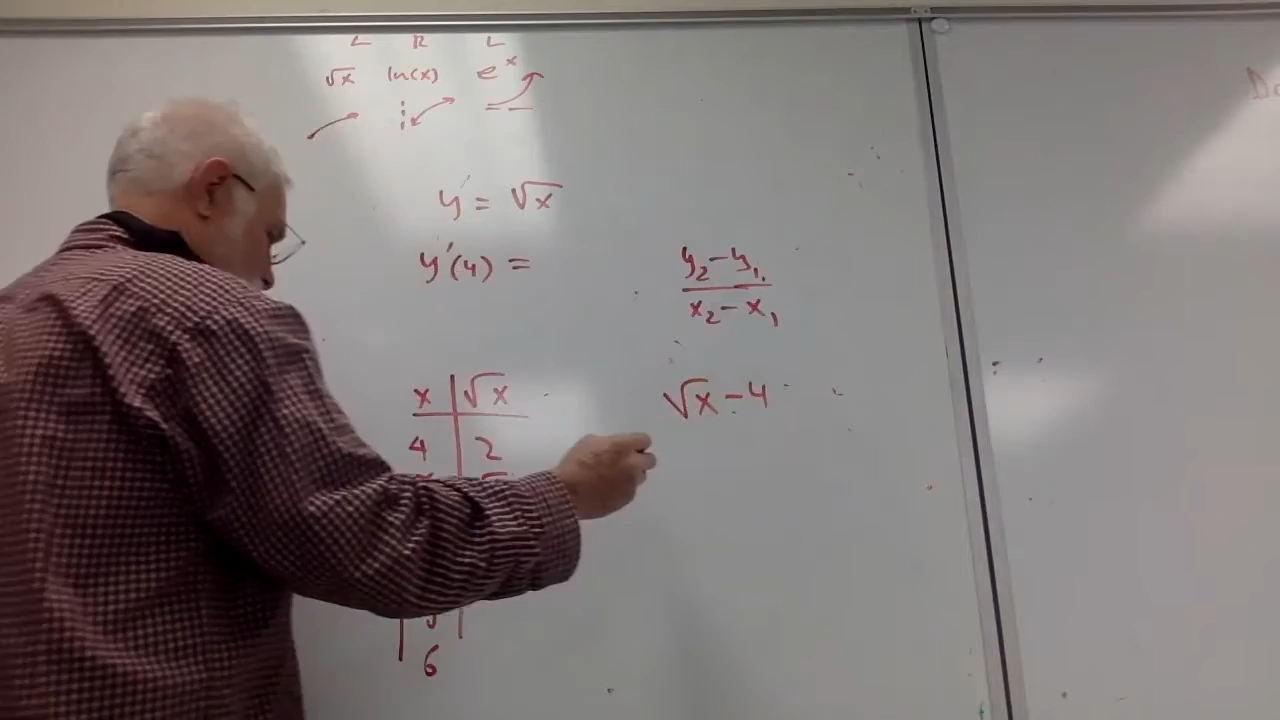 L R L
√x ln(x) e^x
y = √x
y'(4) =
y₂ - y₁
x₂ - x₁
x √x
4 2
√x - 4
6